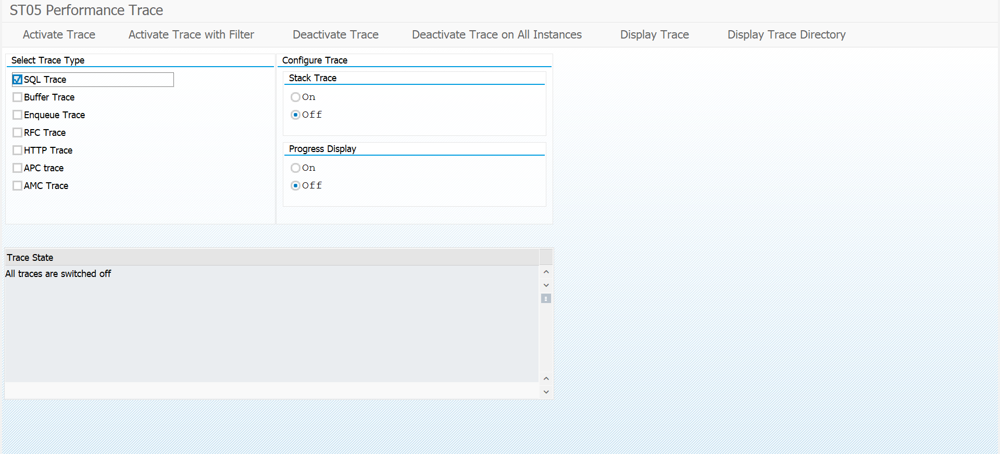 ST05 Performance Trace
Activate Trace Activate Trace with Filter Deactivate Trace Deactivate Trace on All Instances Display Trace Display Trace Directory
Select Trace Type
SQL Trace
Buffer Trace
Enqueue Trace
RFC Trace
HTTP Trace
APC trace
AMC Trace
Configure Trace
Stack Trace
On
Off
Progress Display
On
Off
Trace State
All traces are switched off